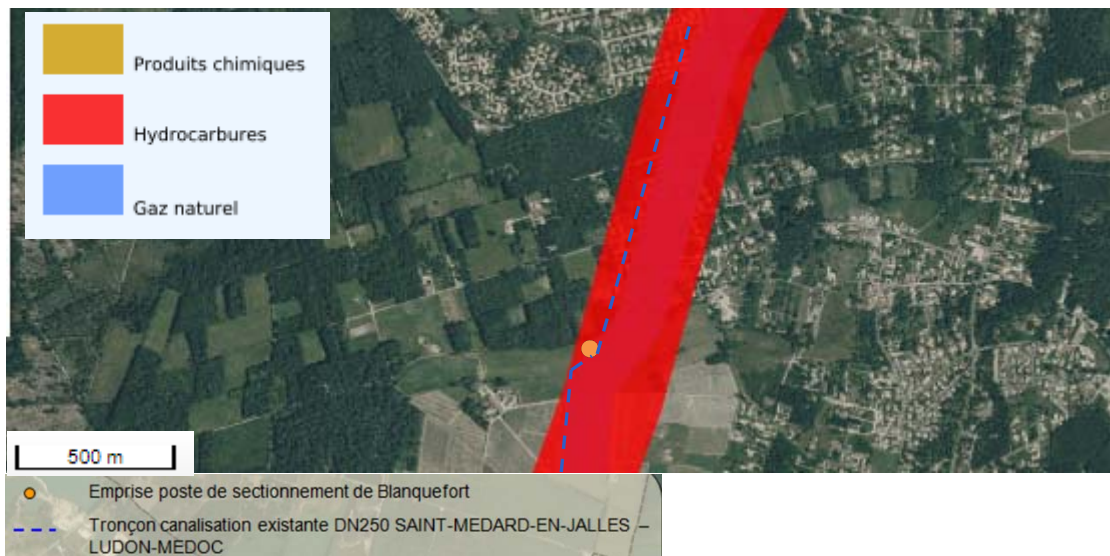 Produits chimiques
Hydrocarbures
Gaz naturel
500 m
Emprise poste de sectionnement de Blanquefort
Tronçon canalisation existante DN250 SAINT-MEDARD-EN-JALLES –
LUDON-MEDOC